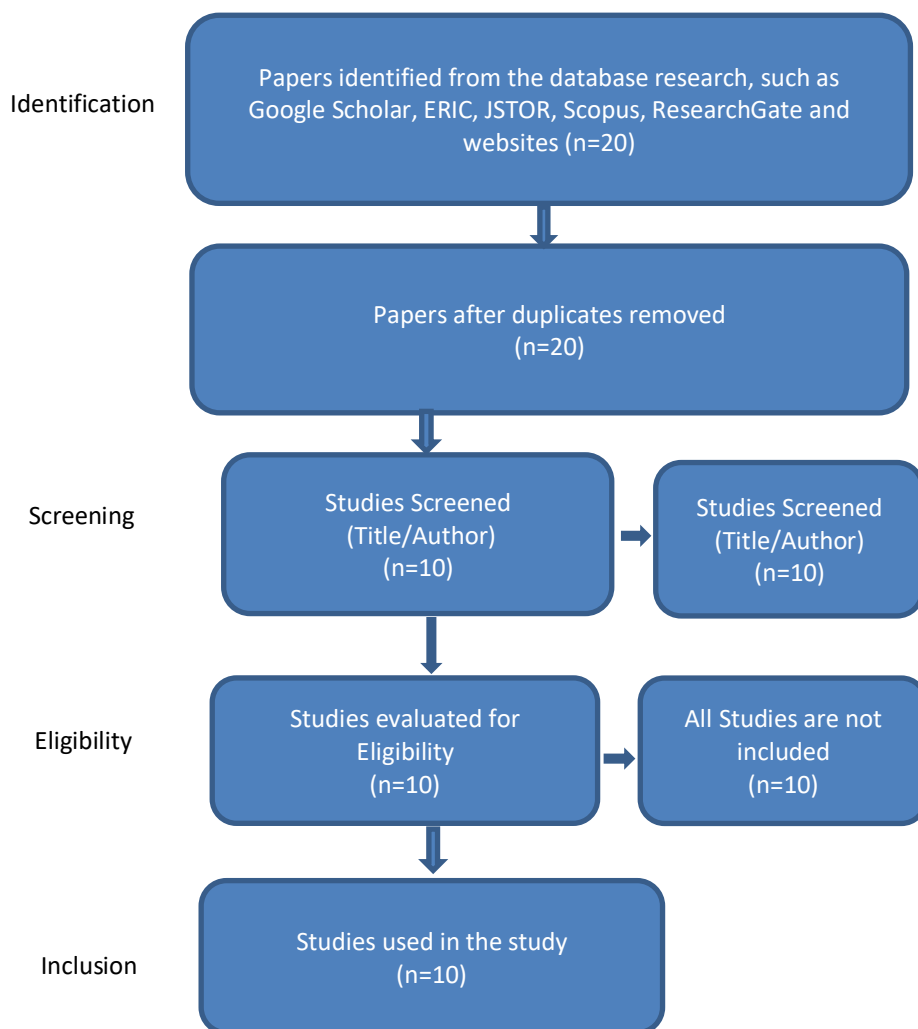 Identification
Papers identified from the database research, such as
Google Scholar, ERIC, JSTOR, Scopus, ResearchGate and
websites (n=20)
Papers after duplicates removed
(n=20)
Screening
Studies Screened
(Title/Author)
(n=10)
Studies Screened
(Title/Author)
(n=10)
Eligibility
Studies evaluated for
Eligibility
(n=10)
All Studies are not
included
(n=10)
Inclusion
Studies used in the study
(n=10)